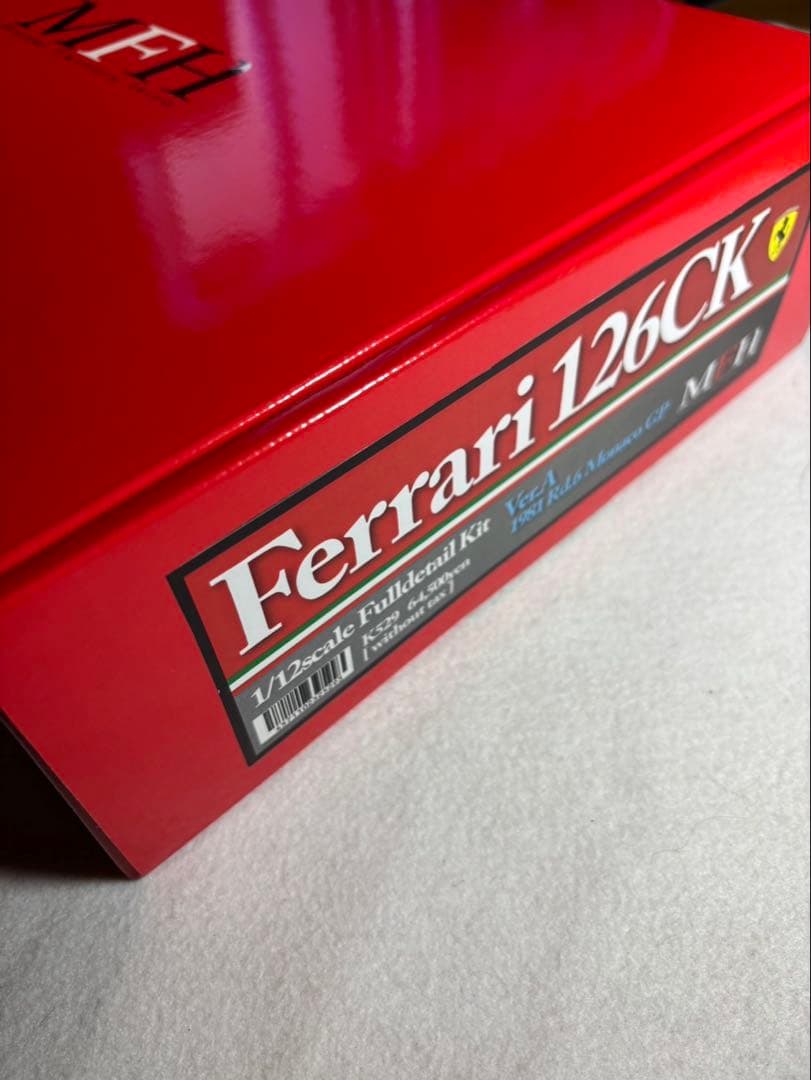 MFH
Ferrari 126CK
1/12scale Fulldetail Kit
Ver.A
1981 Rd.6 Monaco GP
MFH
K529 64,500yen
[ without tax ]